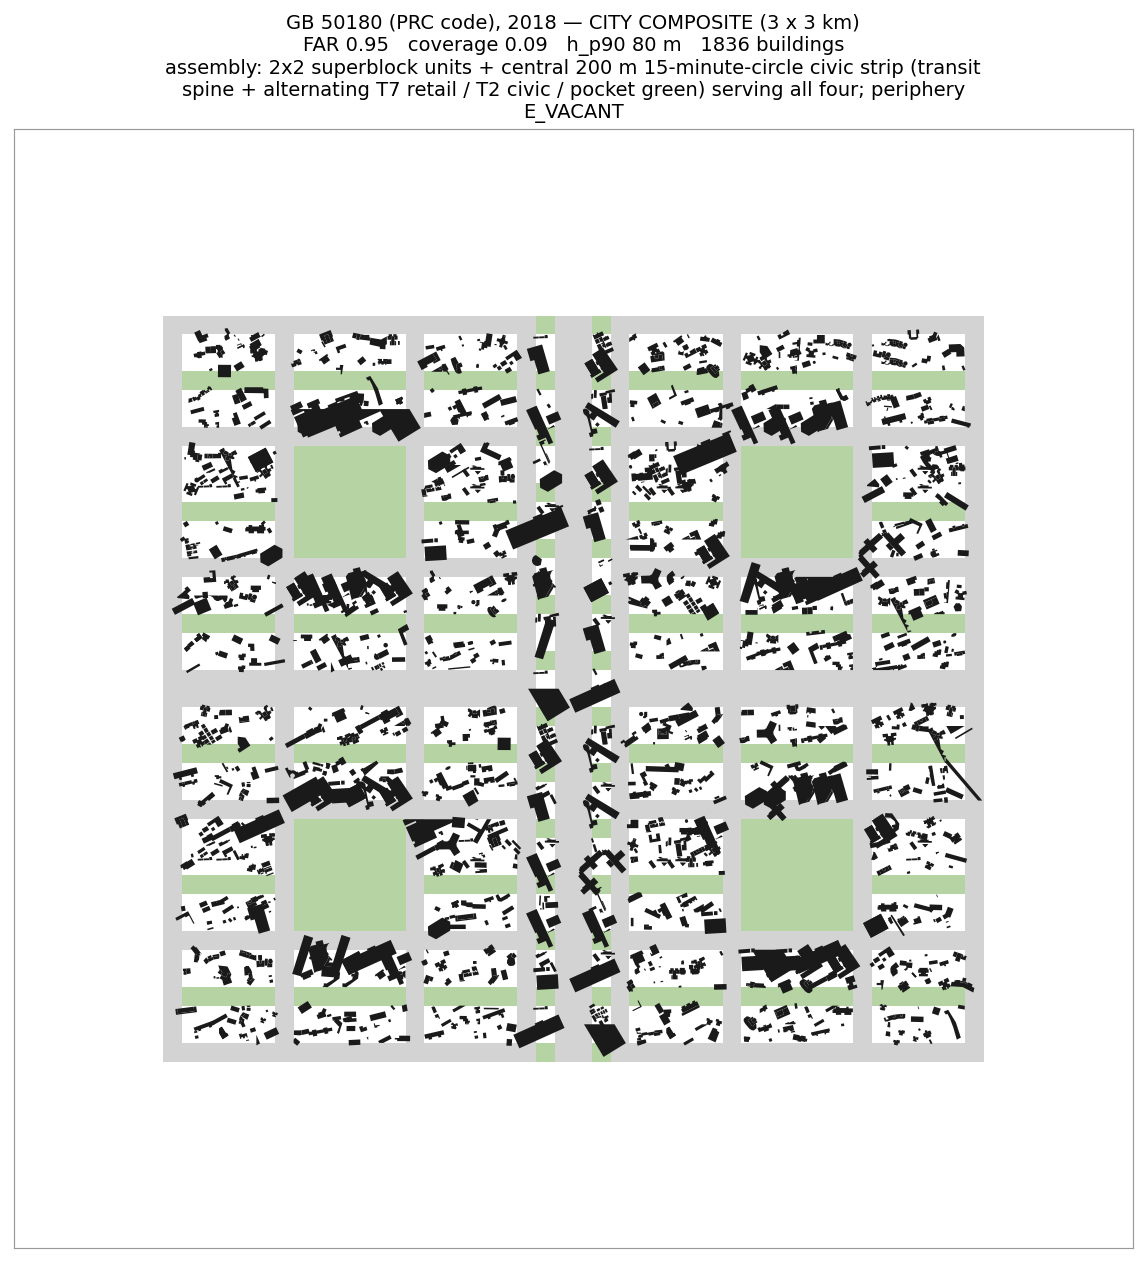 GB 50180 (PRC code), 2018 — CITY COMPOSITE (3 x 3 km)
FAR 0.95   coverage 0.09   h_p90 80 m   1836 buildings
assembly: 2x2 superblock units + central 200 m 15-minute-circle civic strip (transit
spine + alternating T7 retail / T2 civic / pocket green) serving all four; periphery
E_VACANT